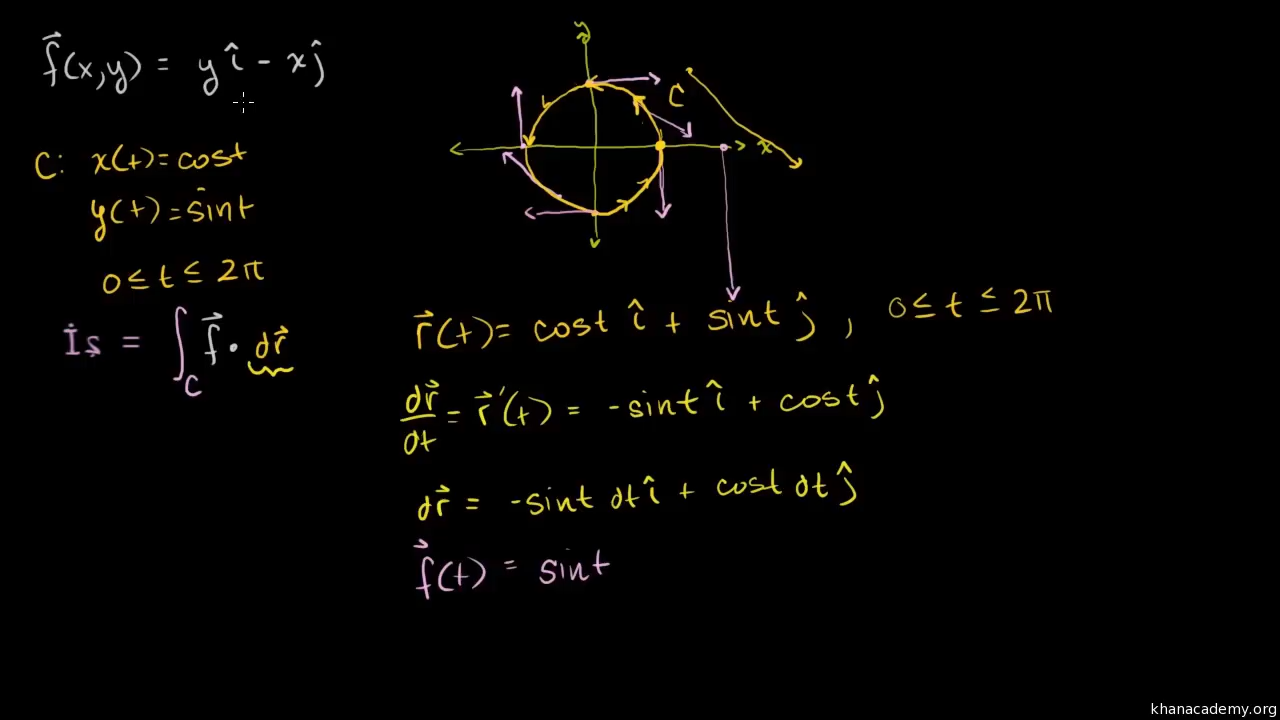 f⃗(x,y) = y î - x ĵ
C: x(t) = cos t
y(t) = sin t
0 ≤ t ≤ 2π
Is = ∫_C f⃗ · dr⃗
y
C
x
r⃗(t) = cos t î + sin t ĵ , 0 ≤ t ≤ 2π
dr⃗/dt = r⃗'(t) = -sin t î + cos t ĵ
dr⃗ = -sin t dt î + cos t dt ĵ
f⃗(t) = sin t
khanacademy.org